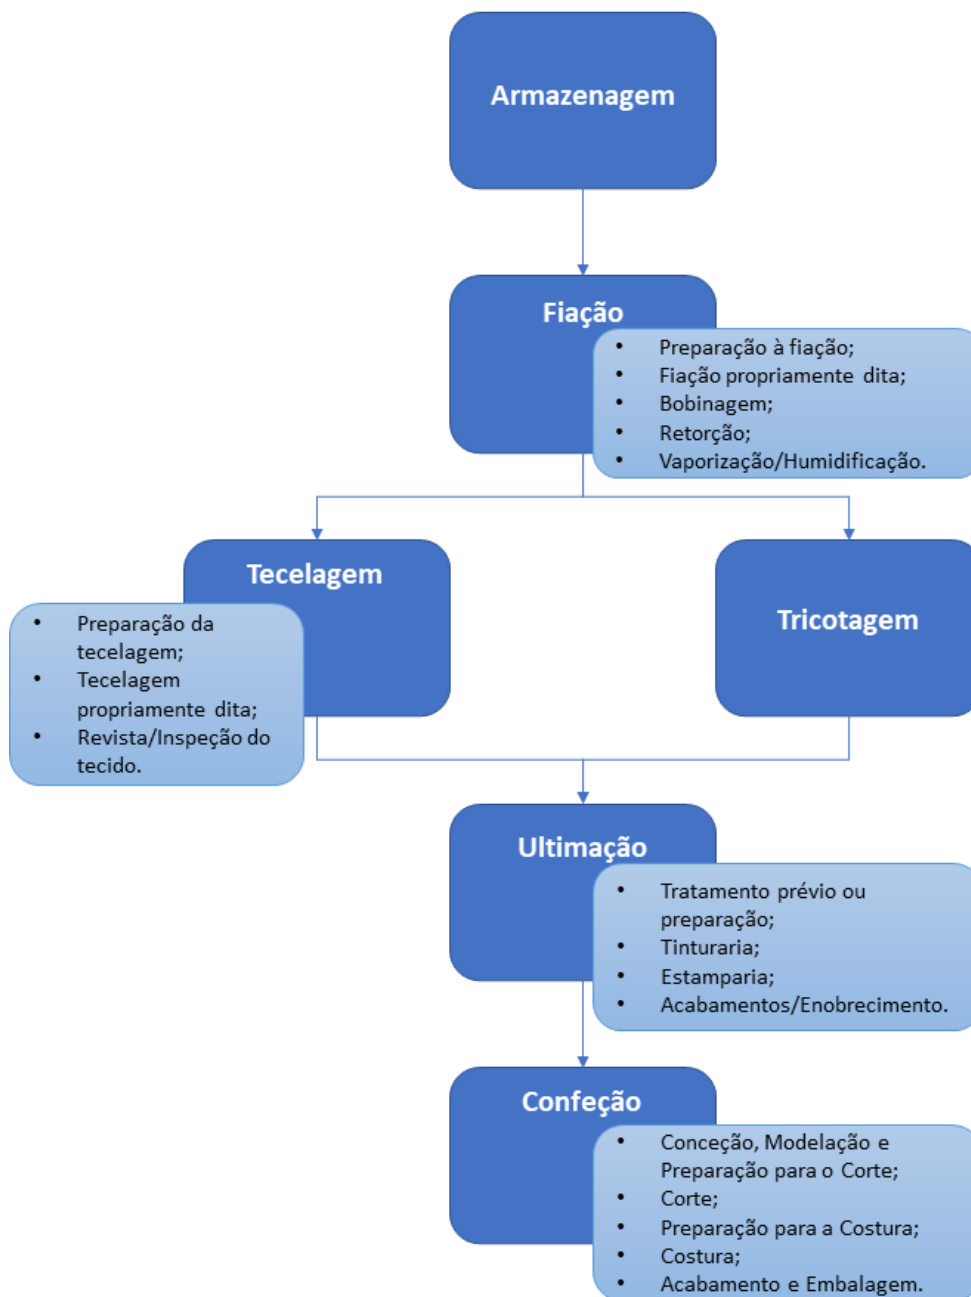 Armazenagem
Fiação
• Preparação à fiação;
• Fiação propriamente dita;
• Bobinagem;
• Retorção;
• Vaporização/Humidificação.
Tecelagem
• Preparação da
tecelagem;
• Tecelagem
propriamente dita;
• Revista/Inspeção do
tecido.
Tricotagem
Ultimação
• Tratamento prévio ou
preparação;
• Tinturaria;
• Estamparia;
• Acabamentos/Enobrecimento.
Confeção
• Conceção, Modelação e
Preparação para o Corte;
• Corte;
• Preparação para a Costura;
• Costura;
• Acabamento e Embalagem.